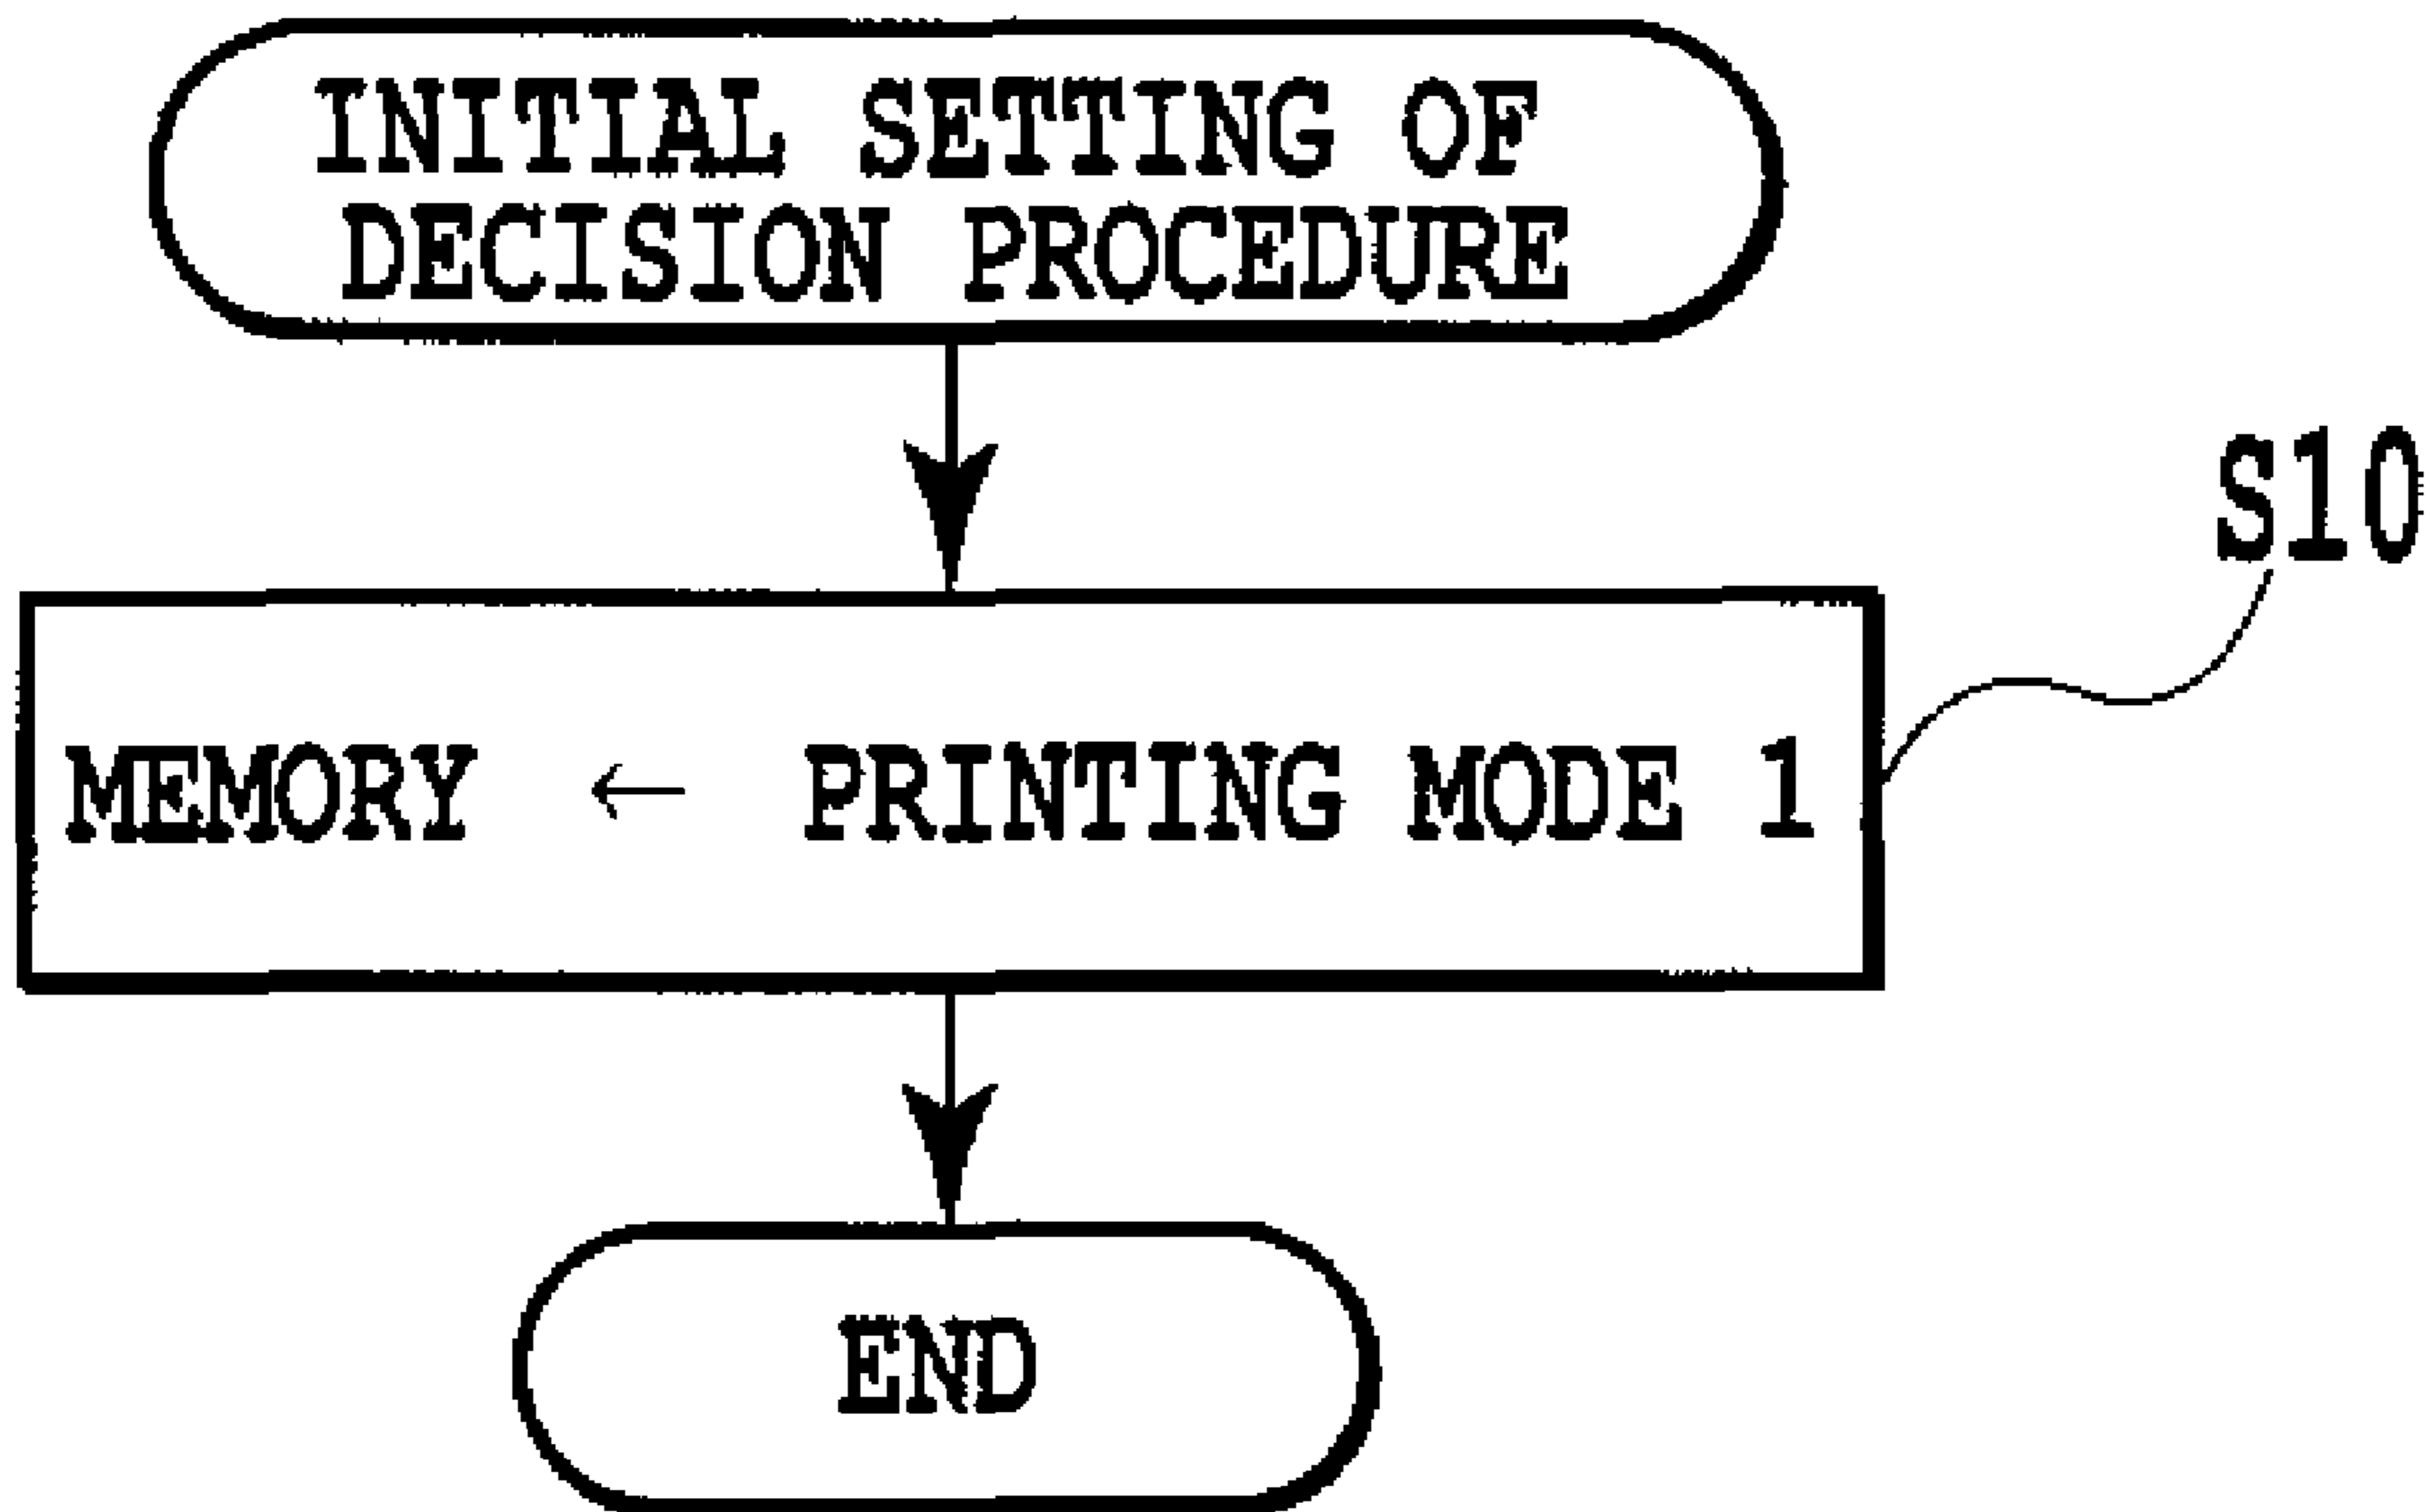 INITIAL SETTING OF
DECISION PROCEDURE
S10
MEMORY ← PRINTING MODE 1
END